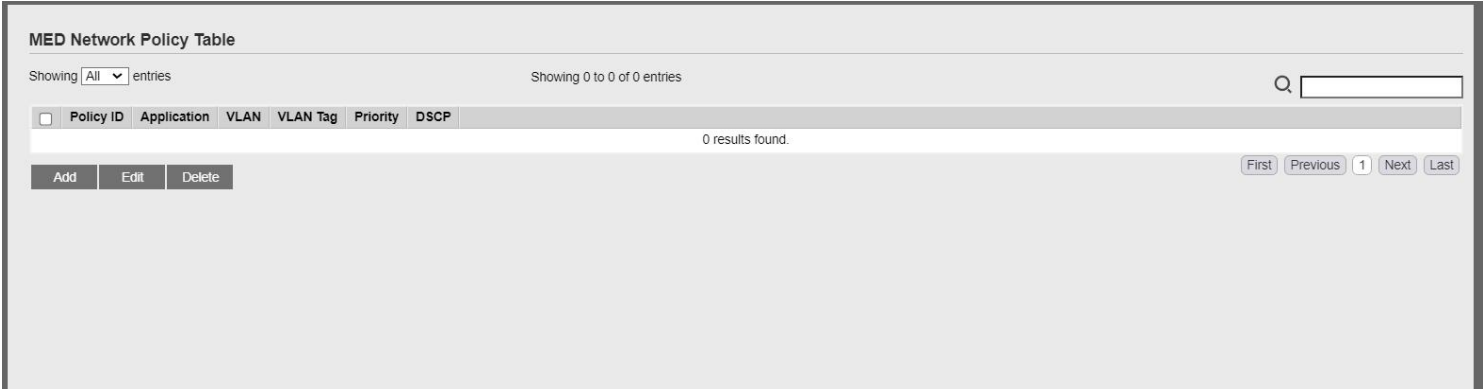 MED Network Policy Table
Showing All entries Showing 0 to 0 of 0 entries
Policy ID Application VLAN VLAN Tag Priority DSCP
0 results found.
First Previous 1 Next Last
Add Edit Delete